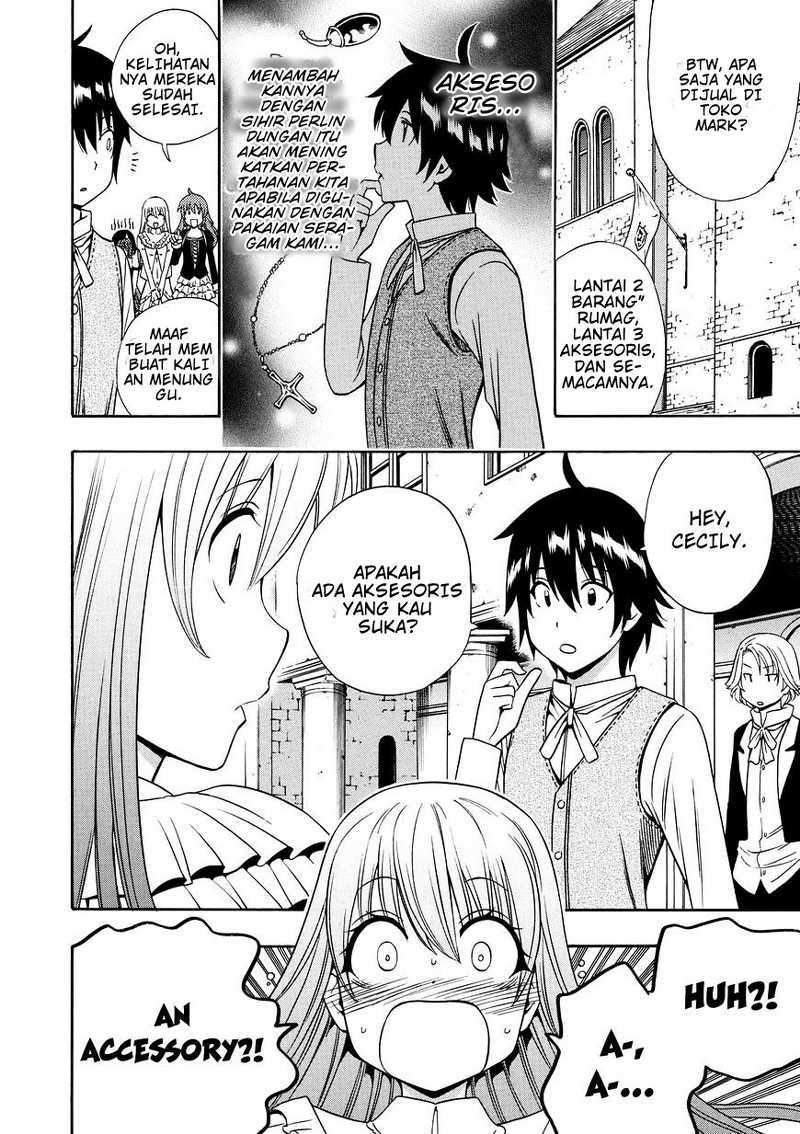 BTW, APA
SAJA YANG
DIJUAL DI
TOKO
MARK?
LANTAI 2
BARANG"
RUMAG,
LANTAI 3
AKSESORIS,
DAN SE-
MACAMNYA.
AKSESO
RIS...
MENAMBAH
KANNYA
DENGAN
SIHIR PERLIN
DUNGAN ITU
AKAN MENING
KATKAN PER-
TAHANAN KITA
APABILA DIGU-
NAKAN DENGAN
PAKAIAN SERA-
GAM KAMI...
OH,
KELIHATAN
NYA MEREKA
SUDAH
SELESAI.
MAAF
TELAH MEM
BUAT KALI
AN MENUNG
GU.
HEY,
CECILY.
APAKAH
ADA AKSESORIS
YANG KAU
SUKA?
HUH?!
A-,
A-...
AN
ACCESSORY?!